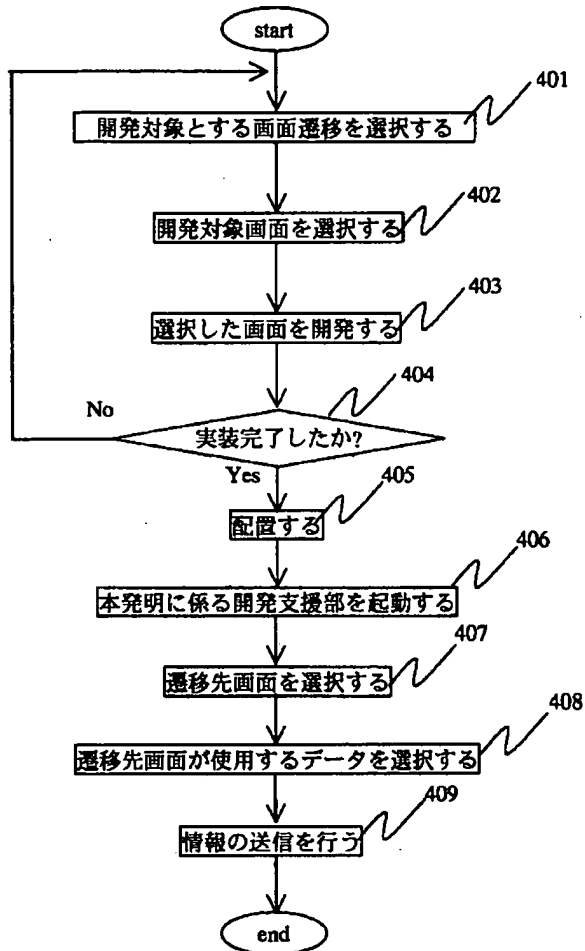 start
401
開発対象とする画面遷移を選択する
402
開発対象画面を選択する
403
選択した画面を開発する
404
No
実装完了したか?
Yes
405
配置する
406
本発明に係る開発支援部を起動する
407
遷移先画面を選択する
408
遷移先画面が使用するデータを選択する
409
情報の送信を行う
end